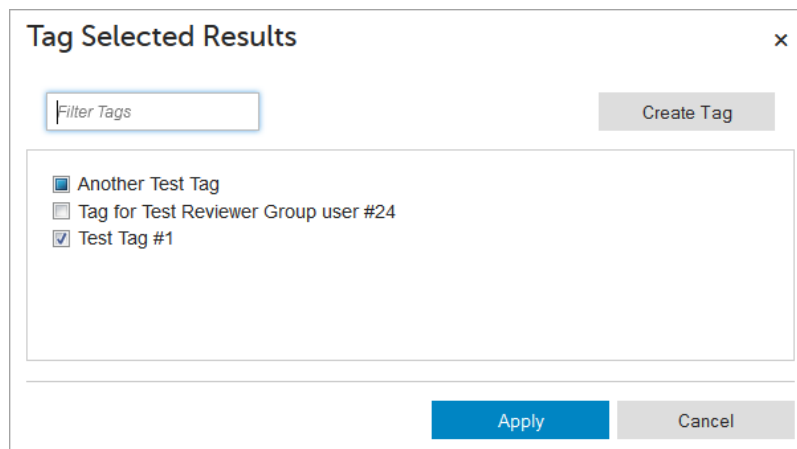 Tag Selected Results
Filter Tags
Create Tag
Another Test Tag
Tag for Test Reviewer Group user #24
Test Tag #1
Apply
Cancel